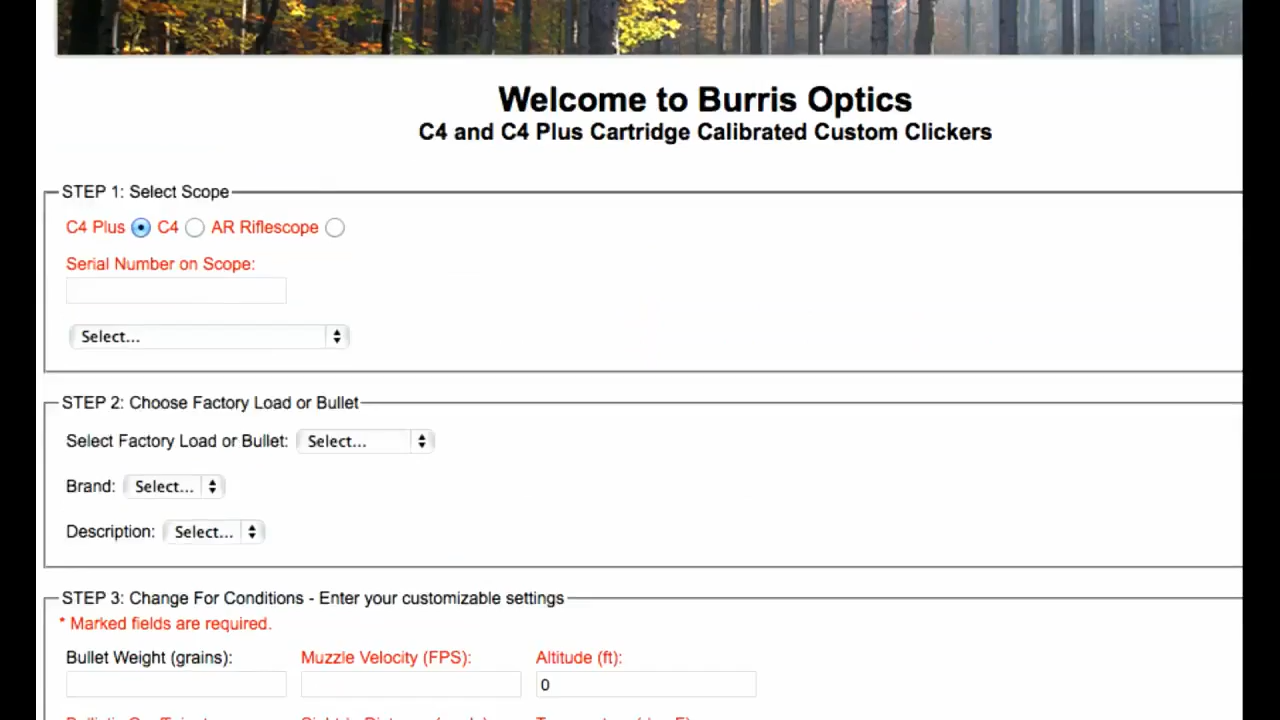 Welcome to Burris Optics
C4 and C4 Plus Cartridge Calibrated Custom Clickers
STEP 1: Select Scope
C4 Plus C4 AR Riflescope
Serial Number on Scope:
Select...
STEP 2: Choose Factory Load or Bullet
Select Factory Load or Bullet: Select...
Brand: Select...
Description: Select...
STEP 3: Change For Conditions - Enter your customizable settings
* Marked fields are required.
Bullet Weight (grains): Muzzle Velocity (FPS): Altitude (ft):
0